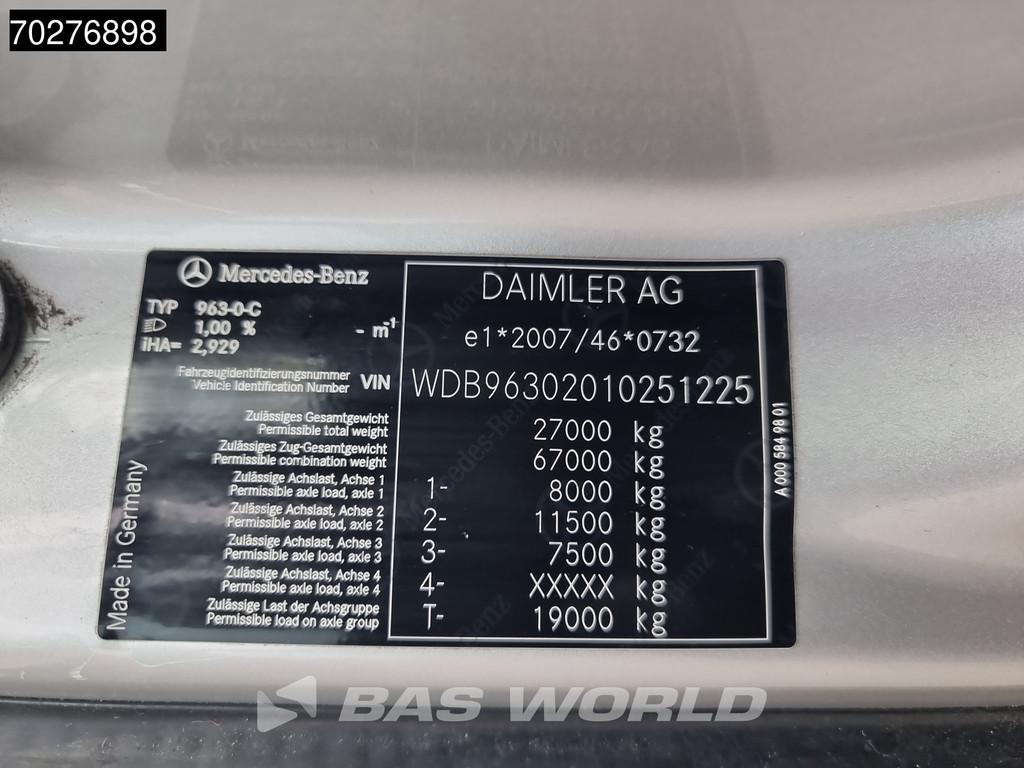 70276898
Mercedes-Benz
DAIMLER AG
TYP 963-0-C
1,00 % - m⁻¹
iHA= 2,929
e1*2007/46*0732
Fahrzeugidentifizierungsnummer
Vehicle Identification Number VIN WDB96302010251225
Zulässiges Gesamtgewicht
Permissible total weight 27000 kg
Zulässiges Zug-Gesamtgewicht
Permissible combination weight 67000 kg
Zulässige Achslast, Achse 1
Permissible axle load, axle 1 1- 8000 kg
Zulässige Achslast, Achse 2
Permissible axle load, axle 2 2- 11500 kg
Zulässige Achslast, Achse 3
Permissible axle load, axle 3 3- 7500 kg
Zulässige Achslast, Achse 4
Permissible axle load, axle 4 4- XXXXX kg
Zulässige Last der Achsgruppe
Permissible load on axle group T- 19000 kg
Made in Germany
A 000 584 98 01
BAS WORLD